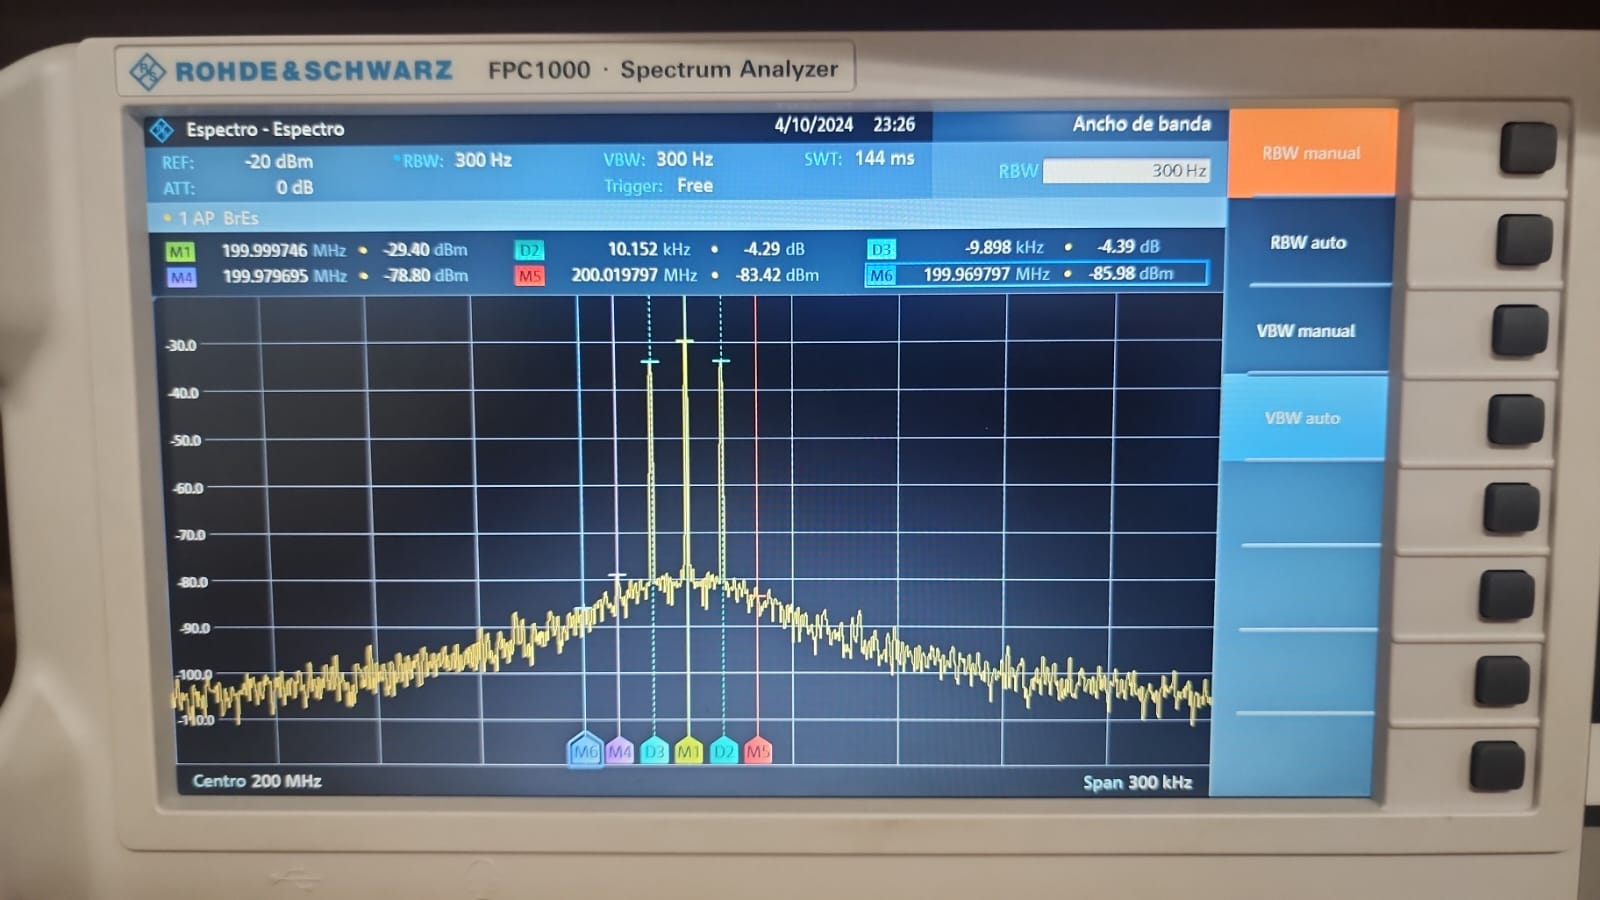 ROHDE&SCHWARZ FPC1000 · Spectrum Analyzer
Espectro - Espectro 4/10/2024 23:26 Ancho de banda
REF: -20 dBm RBW: 300 Hz VBW: 300 Hz SWT: 144 ms RBW 300 Hz
ATT: 0 dB Trigger: Free
1 AP BrEs
M1 199.999746 MHz • -29.40 dBm D2 10.152 kHz • -4.29 dB D3 -9.898 kHz • -4.39 dB
M4 199.979695 MHz • -78.80 dBm M5 200.019797 MHz • -83.42 dBm M6 199.969797 MHz • -85.98 dBm
-30.0
-40.0
-50.0
-60.0
-70.0
-80.0
-90.0
-100.0
-110.0
M6 M4 D3 M1 D2 M5
Centro 200 MHz Span 300 kHz
RBW manual
RBW auto
VBW manual
VBW auto